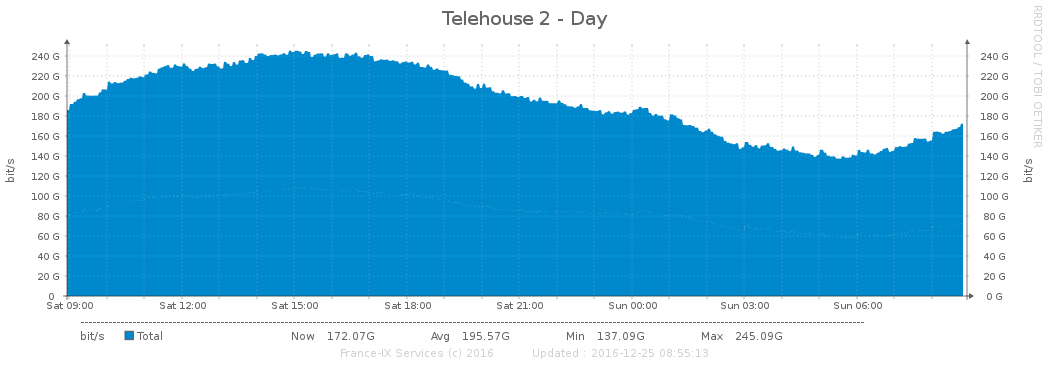 Telehouse 2 - Day
RRDTOOL / TOBI OETIKER
bit/s
240 G 240 G
220 G 220 G
200 G 200 G
180 G 180 G
160 G 160 G
140 G 140 G
120 G 120 G
100 G 100 G
80 G 80 G
60 G 60 G
40 G 40 G
20 G 20 G
0 0 G
bit/s
Sat 09:00 Sat 12:00 Sat 15:00 Sat 18:00 Sat 21:00 Sun 00:00 Sun 03:00 Sun 06:00
bit/s Total Now 172.07G Avg 195.57G Min 137.09G Max 245.09G
France-IX Services (c) 2016 Updated : 2016-12-25 08:55:13